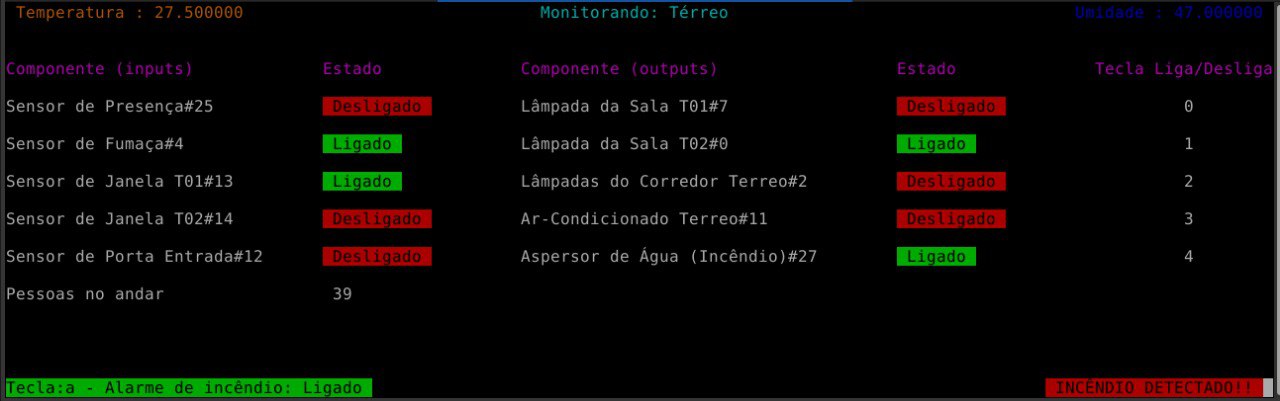 Temperatura : 27.500000 Monitorando: Térreo Umidade : 47.000000
Componente (inputs) Estado Componente (outputs) Estado Tecla Liga/Desliga
Sensor de Presença#25 Desligado Lâmpada da Sala T01#7 Desligado 0
Sensor de Fumaça#4 Ligado Lâmpada da Sala T02#0 Ligado 1
Sensor de Janela T01#13 Ligado Lâmpadas do Corredor Terreo#2 Desligado 2
Sensor de Janela T02#14 Desligado Ar-Condicionado Terreo#11 Desligado 3
Sensor de Porta Entrada#12 Desligado Aspersor de Água (Incêndio)#27 Ligado 4
Pessoas no andar 39
Tecla:a - Alarme de incêndio: Ligado INCÊNDIO DETECTADO!!